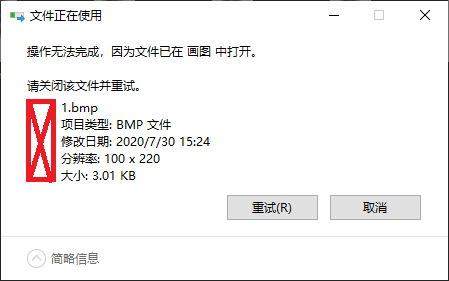 文件正在使用
操作无法完成，因为文件已在 画图 中打开。
请关闭该文件并重试。
1.bmp
项目类型: BMP 文件
修改日期: 2020/7/30 15:24
分辨率: 100 x 220
大小: 3.01 KB
重试(R) 取消
简略信息